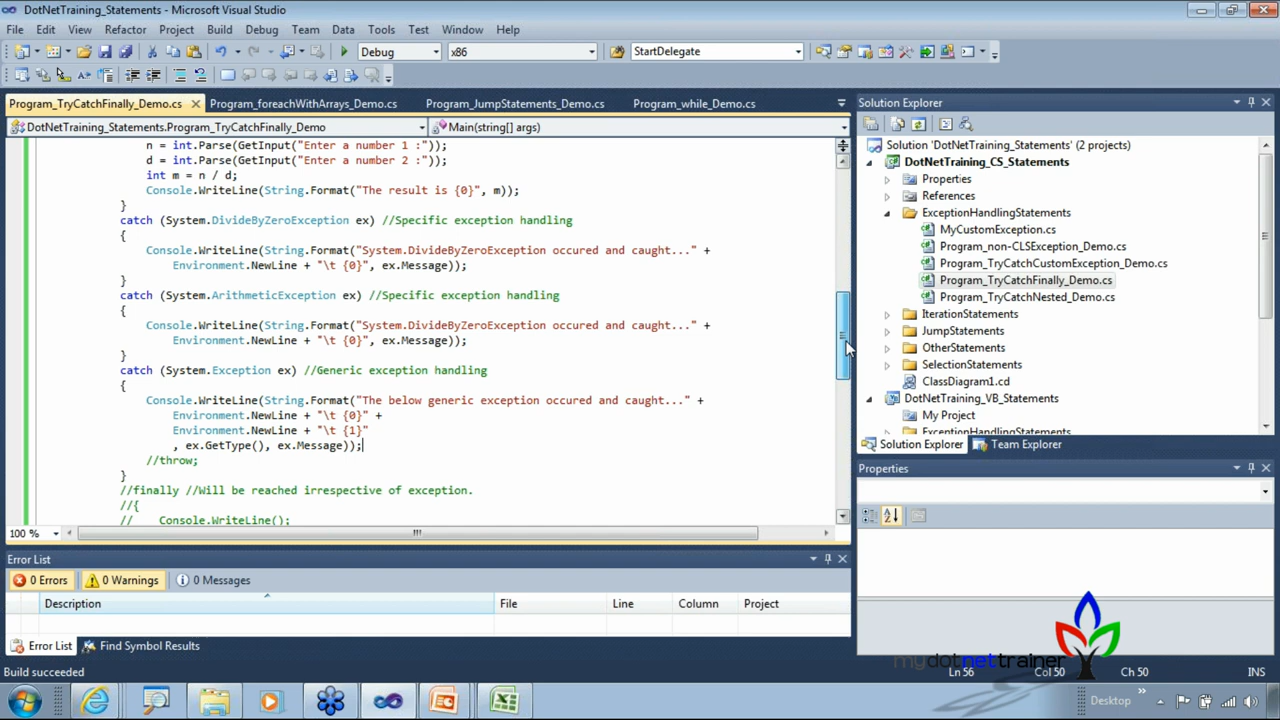 DotNetTraining_Statements - Microsoft Visual Studio
File Edit View Refactor Project Build Debug Team Data Tools Test Window Help
Debug x86 StartDelegate
Program_TryCatchFinally_Demo.cs Program_foreachWithArrays_Demo.cs Program_JumpStatements_Demo.cs Program_while_Demo.cs
DotNetTraining_Statements.Program_TryCatchFinally_Demo Main(string[] args)
n = int.Parse(GetInput("Enter a number 1 :"));
d = int.Parse(GetInput("Enter a number 2 :"));
int m = n / d;
Console.WriteLine(String.Format("The result is {0}", m));
}
catch (System.DivideByZeroException ex) //Specific exception handling
{
Console.WriteLine(String.Format("System.DivideByZeroException occured and caught..." +
Environment.NewLine + "\t {0}", ex.Message));
}
catch (System.ArithmeticException ex) //Specific exception handling
{
Console.WriteLine(String.Format("System.DivideByZeroException occured and caught..." +
Environment.NewLine + "\t {0}", ex.Message));
}
catch (System.Exception ex) //Generic exception handling
{
Console.WriteLine(String.Format("The below generic exception occured and caught..." +
Environment.NewLine + "\t {0}" +
Environment.NewLine + "\t {1}"
, ex.GetType(), ex.Message));
//throw;
}
//finally //Will be reached irrespective of exception.
//{
// Console.WriteLine();
100 %
Solution Explorer
Solution 'DotNetTraining_Statements' (2 projects)
DotNetTraining_CS_Statements
Properties
References
ExceptionHandlingStatements
MyCustomException.cs
Program_non-CLSException_Demo.cs
Program_TryCatchCustomException_Demo.cs
Program_TryCatchFinally_Demo.cs
Program_TryCatchNested_Demo.cs
IterationStatements
JumpStatements
OtherStatements
SelectionStatements
ClassDiagram1.cd
DotNetTraining_VB_Statements
My Project
ExceptionHandlingStatements
Solution Explorer Team Explorer
Properties
Error List
0 Errors 0 Warnings 0 Messages
Description File Line Column Project
Error List Find Symbol Results
mydotnettrainer
Build succeeded Ln 56 Col 50 Ch 50 INS
Desktop